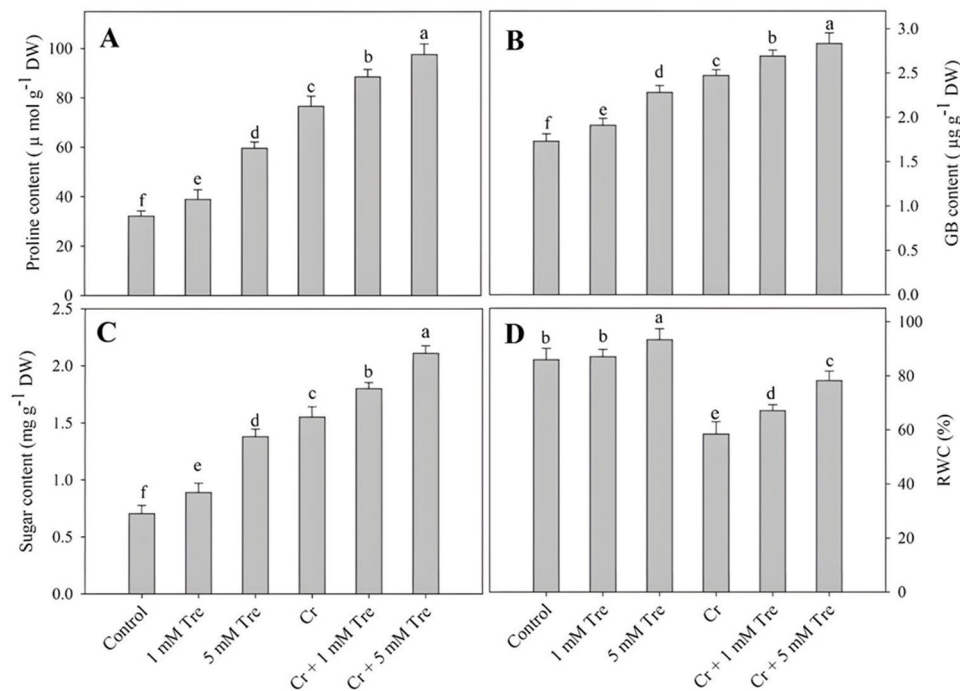 A
Proline content ( µ mol g-1 DW)
100
80
60
40
20
0
f
e
d
c
b
a
B
GB content ( µg g-1 DW)
3.0
2.5
2.0
1.5
1.0
0.5
0.0
f
e
d
c
b
a
C
Sugar content (mg g-1 DW)
2.5
2.0
1.5
1.0
0.5
0.0
f
e
d
c
b
a
Control
1 mM Tre
5 mM Tre
Cr
Cr + 1 mM Tre
Cr + 5 mM Tre
D
RWC (%)
100
80
60
40
20
0
b
b
a
e
d
c
Control
1 mM Tre
5 mM Tre
Cr
Cr + 1 mM Tre
Cr + 5 mM Tre